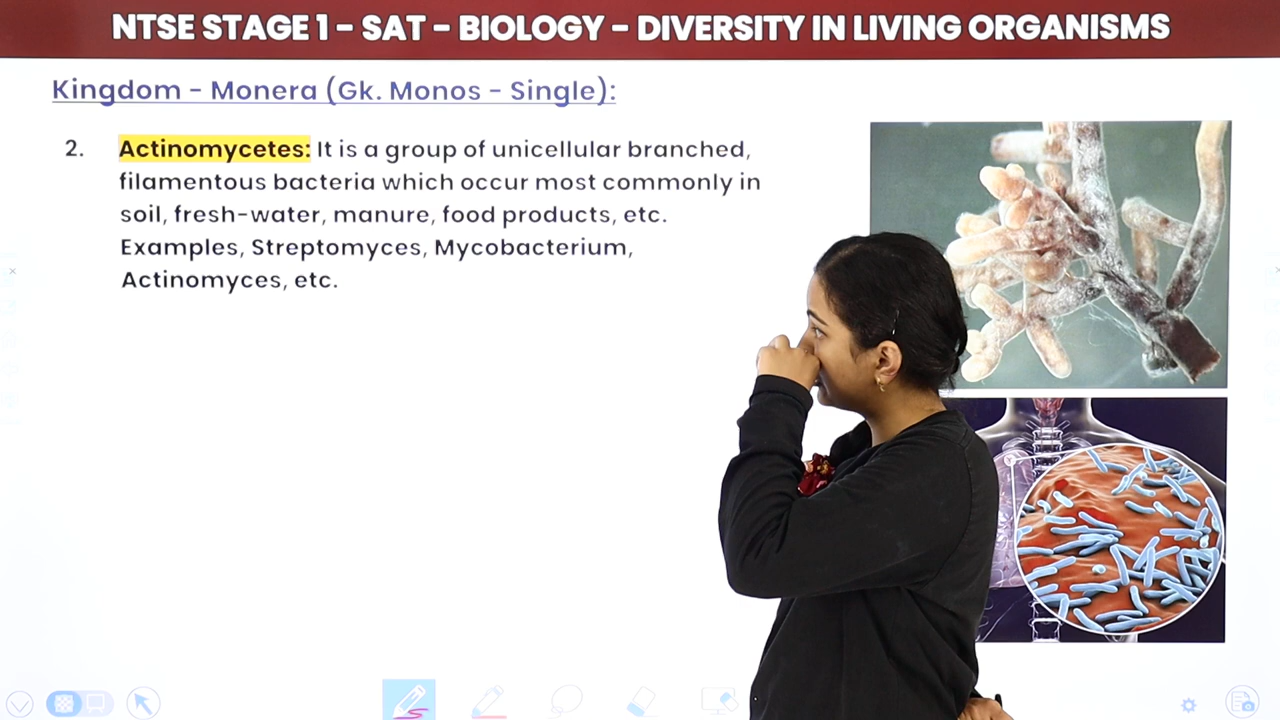 NTSE STAGE 1 – SAT – BIOLOGY – DIVERSITY IN LIVING ORGANISMS
Kingdom – Monera (Gk. Monos – Single):
2. Actinomycetes: It is a group of unicellular branched,
filamentous bacteria which occur most commonly in
soil, fresh-water, manure, food products, etc.
Examples, Streptomyces, Mycobacterium,
Actinomyces, etc.